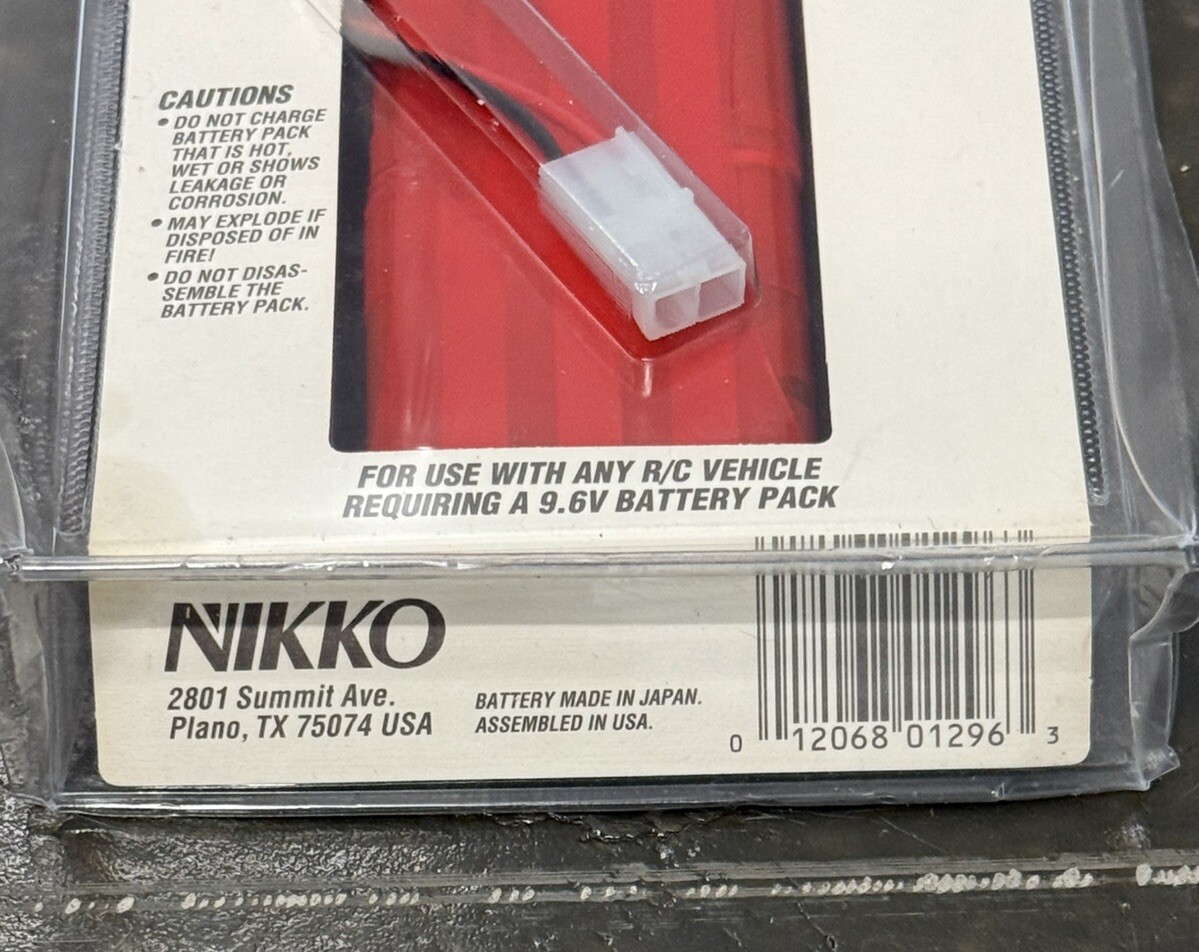 CAUTIONS
• DO NOT CHARGE
BATTERY PACK
THAT IS HOT,
WET OR SHOWS
LEAKAGE OR
CORROSION.
• MAY EXPLODE IF
DISPOSED OF IN
FIRE!
• DO NOT DISAS-
SEMBLE THE
BATTERY PACK.
FOR USE WITH ANY R/C VEHICLE
REQUIRING A 9.6V BATTERY PACK
NIKKO
2801 Summit Ave.
Plano, TX 75074 USA
BATTERY MADE IN JAPAN.
ASSEMBLED IN USA.
0 12068 01296 3